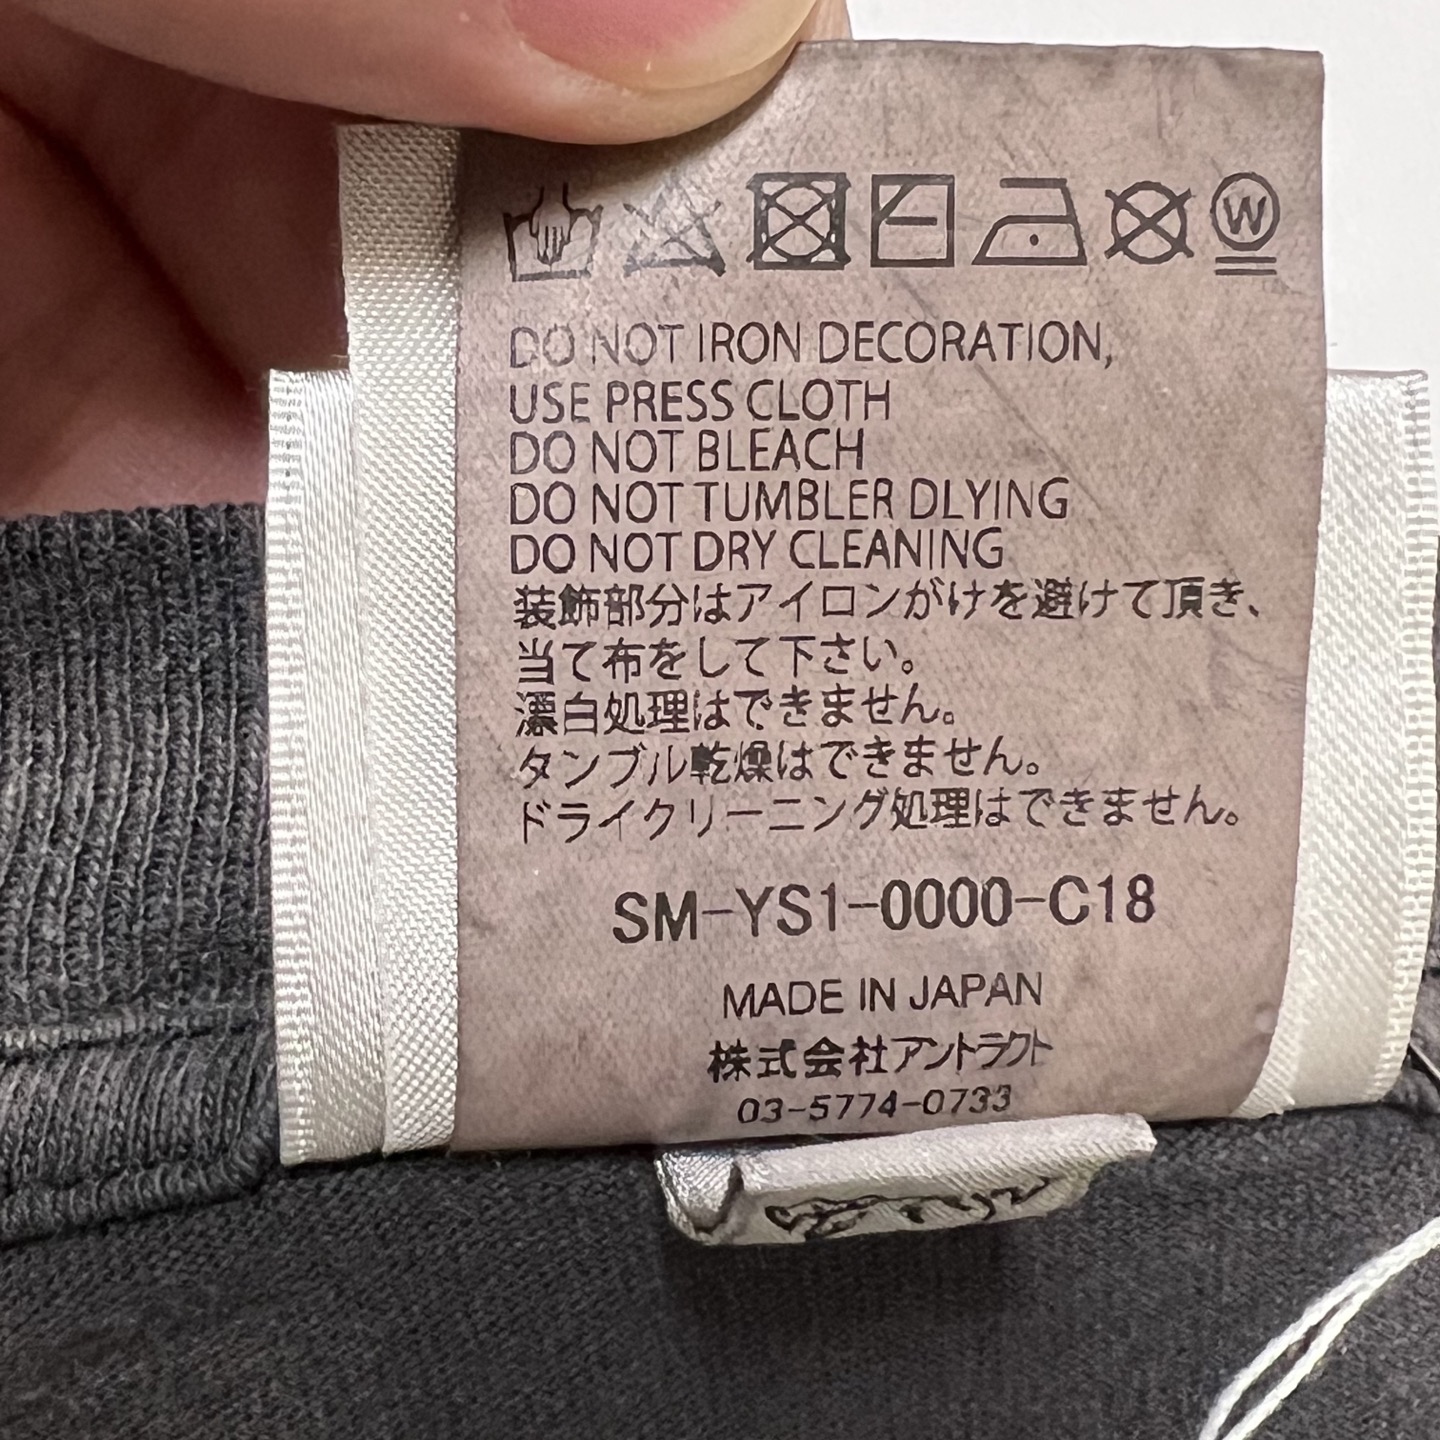 W
DO NOT IRON DECORATION,
USE PRESS CLOTH
DO NOT BLEACH
DO NOT TUMBLER DLYING
DO NOT DRY CLEANING
装飾部分はアイロンがけを避けて頂き、
当て布をして下さい。
漂白処理はできません。
タンブル乾燥はできません。
ドライクリーニング処理はできません。
SM-YS1-0000-C18
MADE IN JAPAN
株式会社アントラクト
03-5774-0733